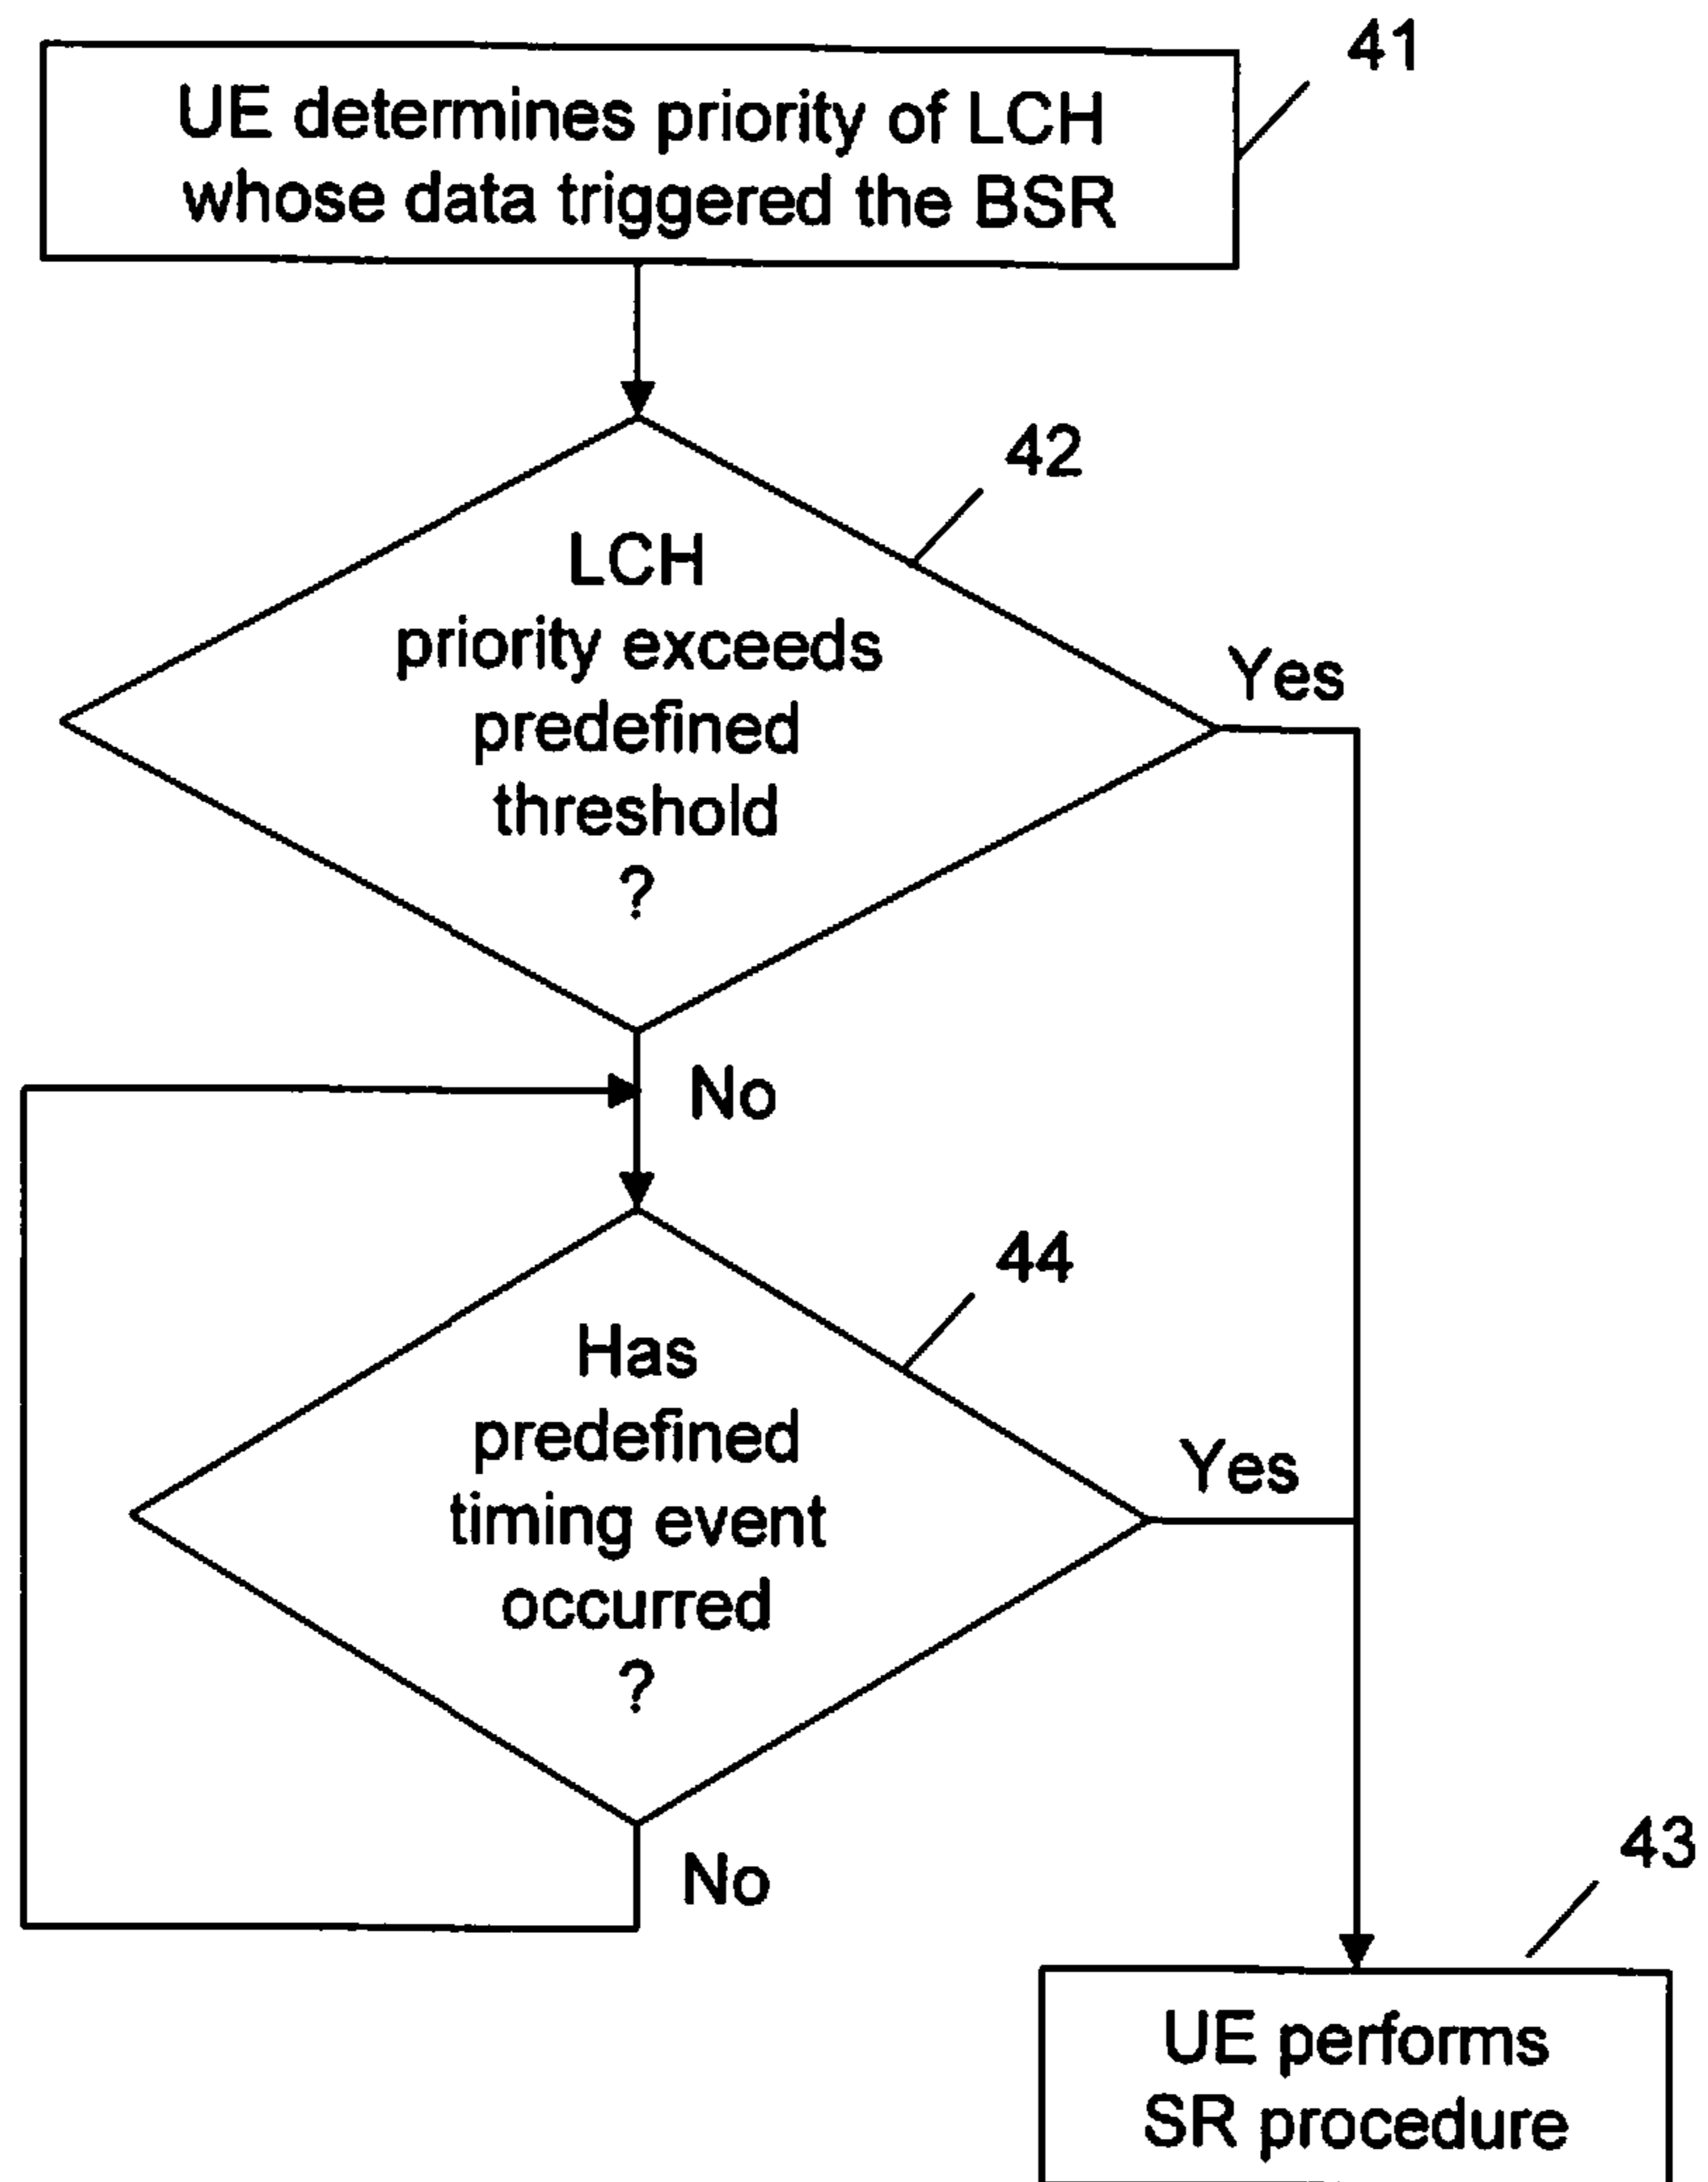 41
UE determines priority of LCH
whose data triggered the BSR
42
LCH
priority exceeds
predefined
threshold
?
Yes
No
44
Has
predefined
timing event
occurred
?
Yes
No
43
UE performs
SR procedure